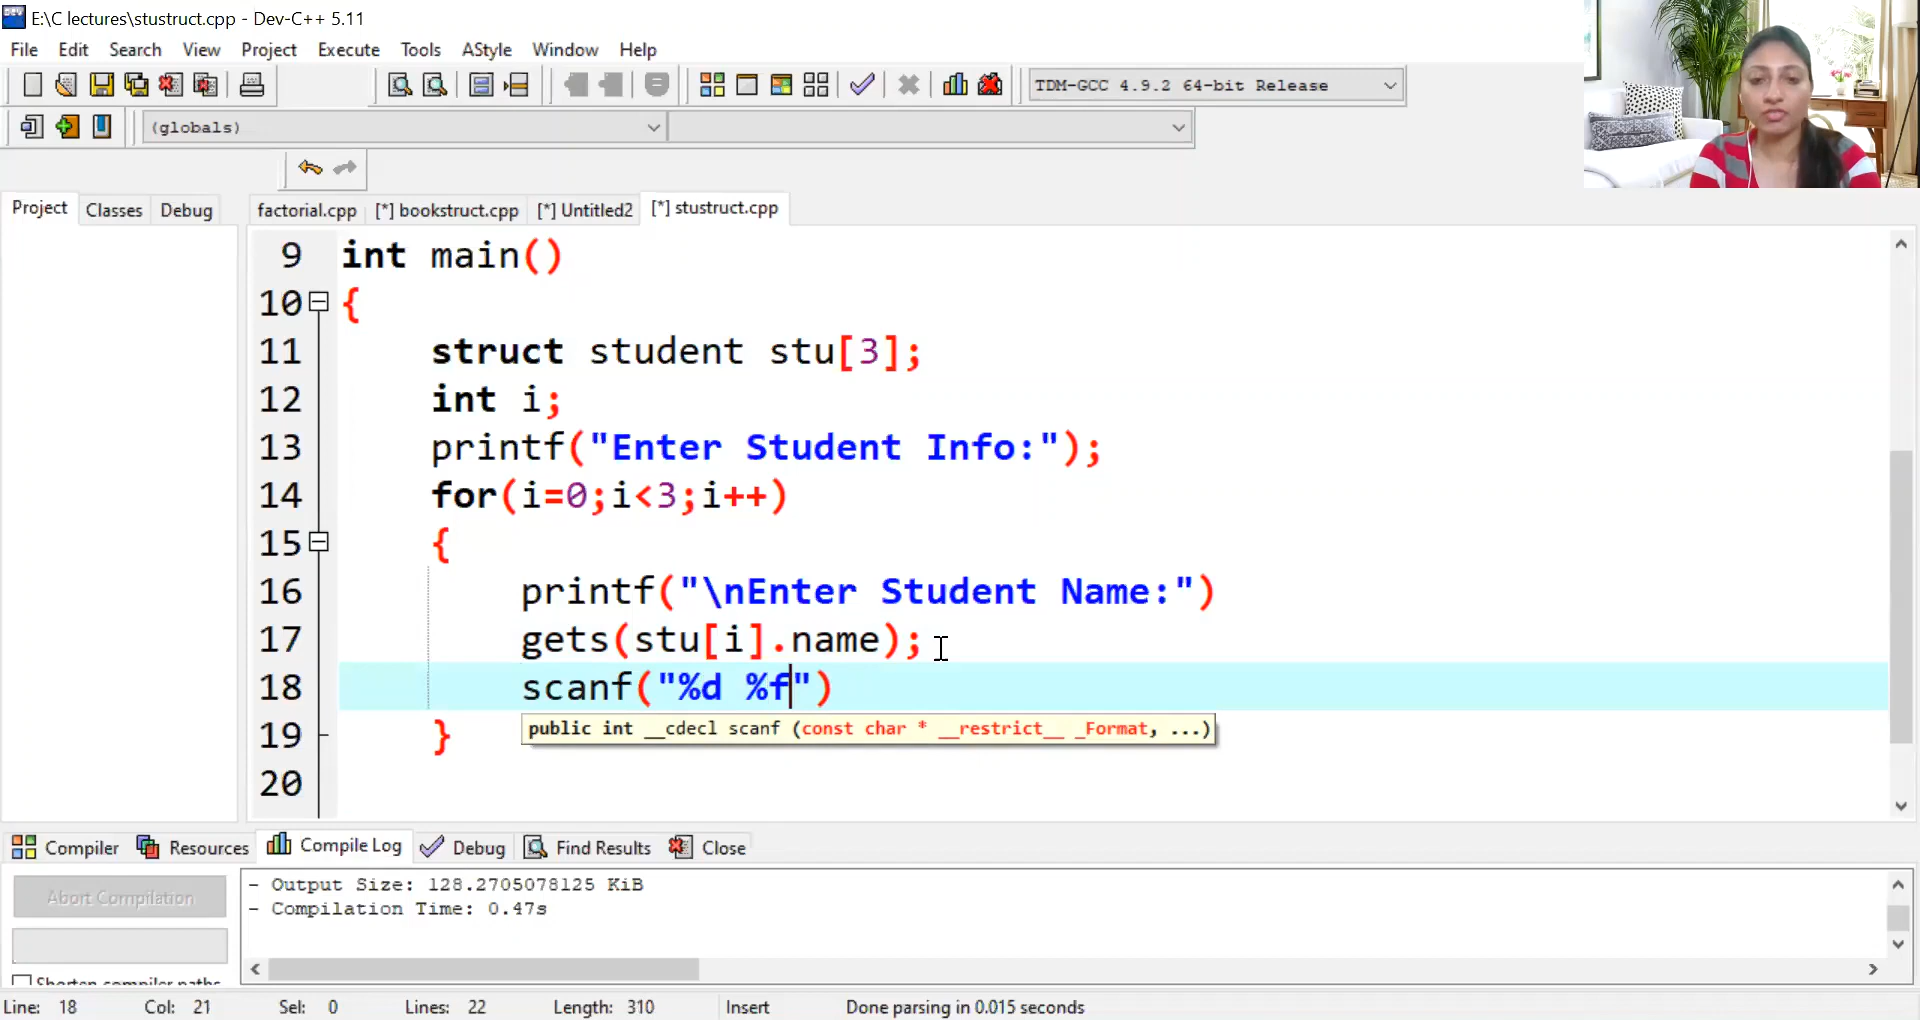 E:\C lectures\stustruct.cpp - Dev-C++ 5.11
File Edit Search View Project Execute Tools AStyle Window Help
TDM-GCC 4.9.2 64-bit Release
(globals)
Project Classes Debug
factorial.cpp [*] bookstruct.cpp [*] Untitled2 [*] stustruct.cpp
9 int main()
10 {
11 struct student stu[3];
12 int i;
13 printf("Enter Student Info:");
14 for(i=0;i<3;i++)
15 {
16 printf("\nEnter Student Name:")
17 gets(stu[i].name);
18 scanf("%d %f")
public int __cdecl scanf (const char * __restrict__ _Format, ...)
19 }
20
Compiler Resources Compile Log Debug Find Results Close
Abort Compilation
- Output Size: 128.2705078125 KiB
- Compilation Time: 0.47s
Shorten compiler paths
Line: 18 Col: 21 Sel: 0 Lines: 22 Length: 310 Insert Done parsing in 0.015 seconds